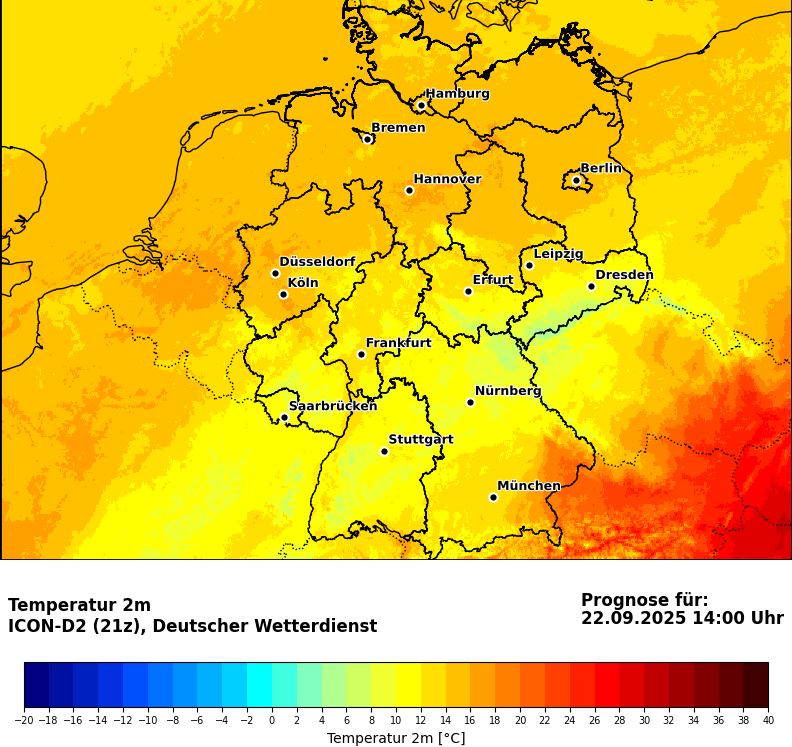 Hamburg
Bremen
Berlin
Hannover
Leipzig
Düsseldorf
Dresden
Köln
Erfurt
Frankfurt
Nürnberg
Saarbrücken
Stuttgart
München
Temperatur 2m
ICON-D2 (21z), Deutscher Wetterdienst
Prognose für:
22.09.2025 14:00 Uhr
−20 −18 −16 −14 −12 −10 −8 −6 −4 −2 0 2 4 6 8 10 12 14 16 18 20 22 24 26 28 30 32 34 36 38 40
Temperatur 2m [°C]